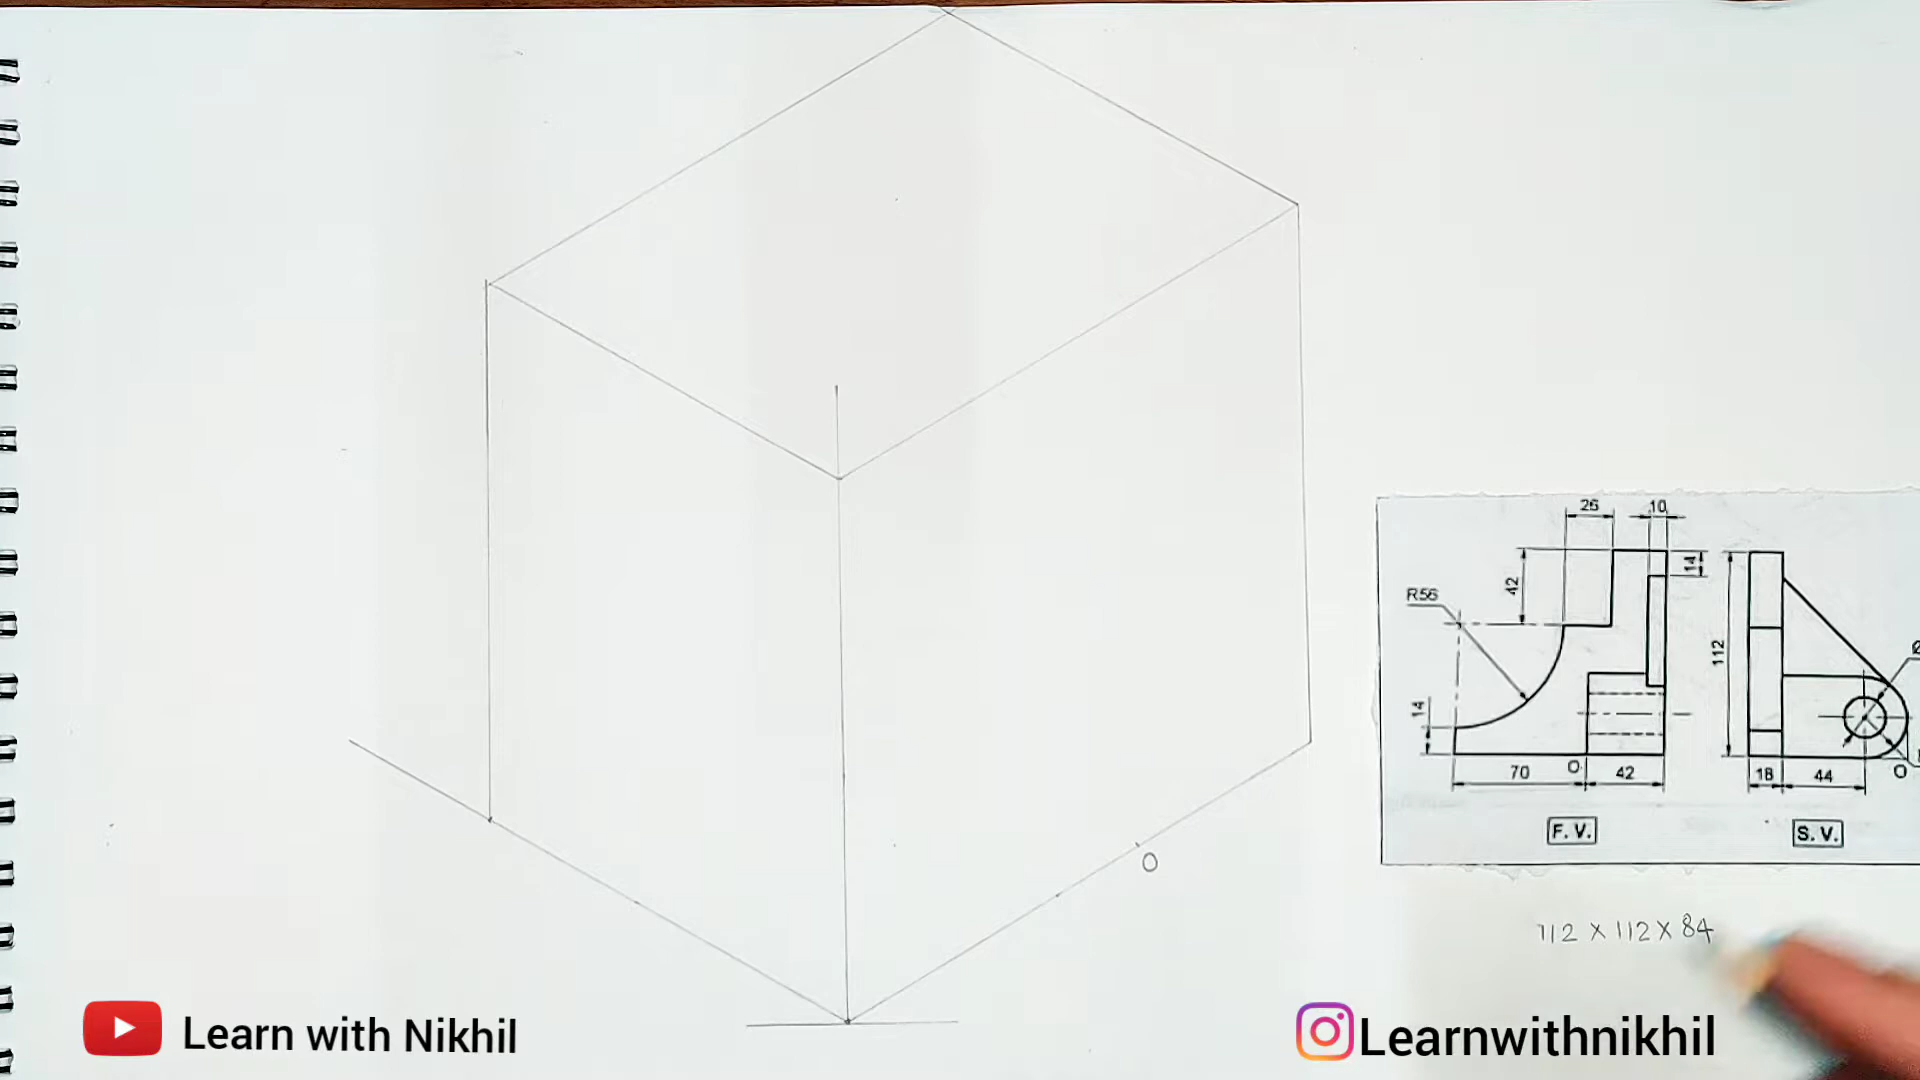 26
10
14
42
R56
112
14
70
O
42
18
44
O
F. V.
S. V.
O
112 X 112 X 84
Learn with Nikhil
Learnwithnikhil